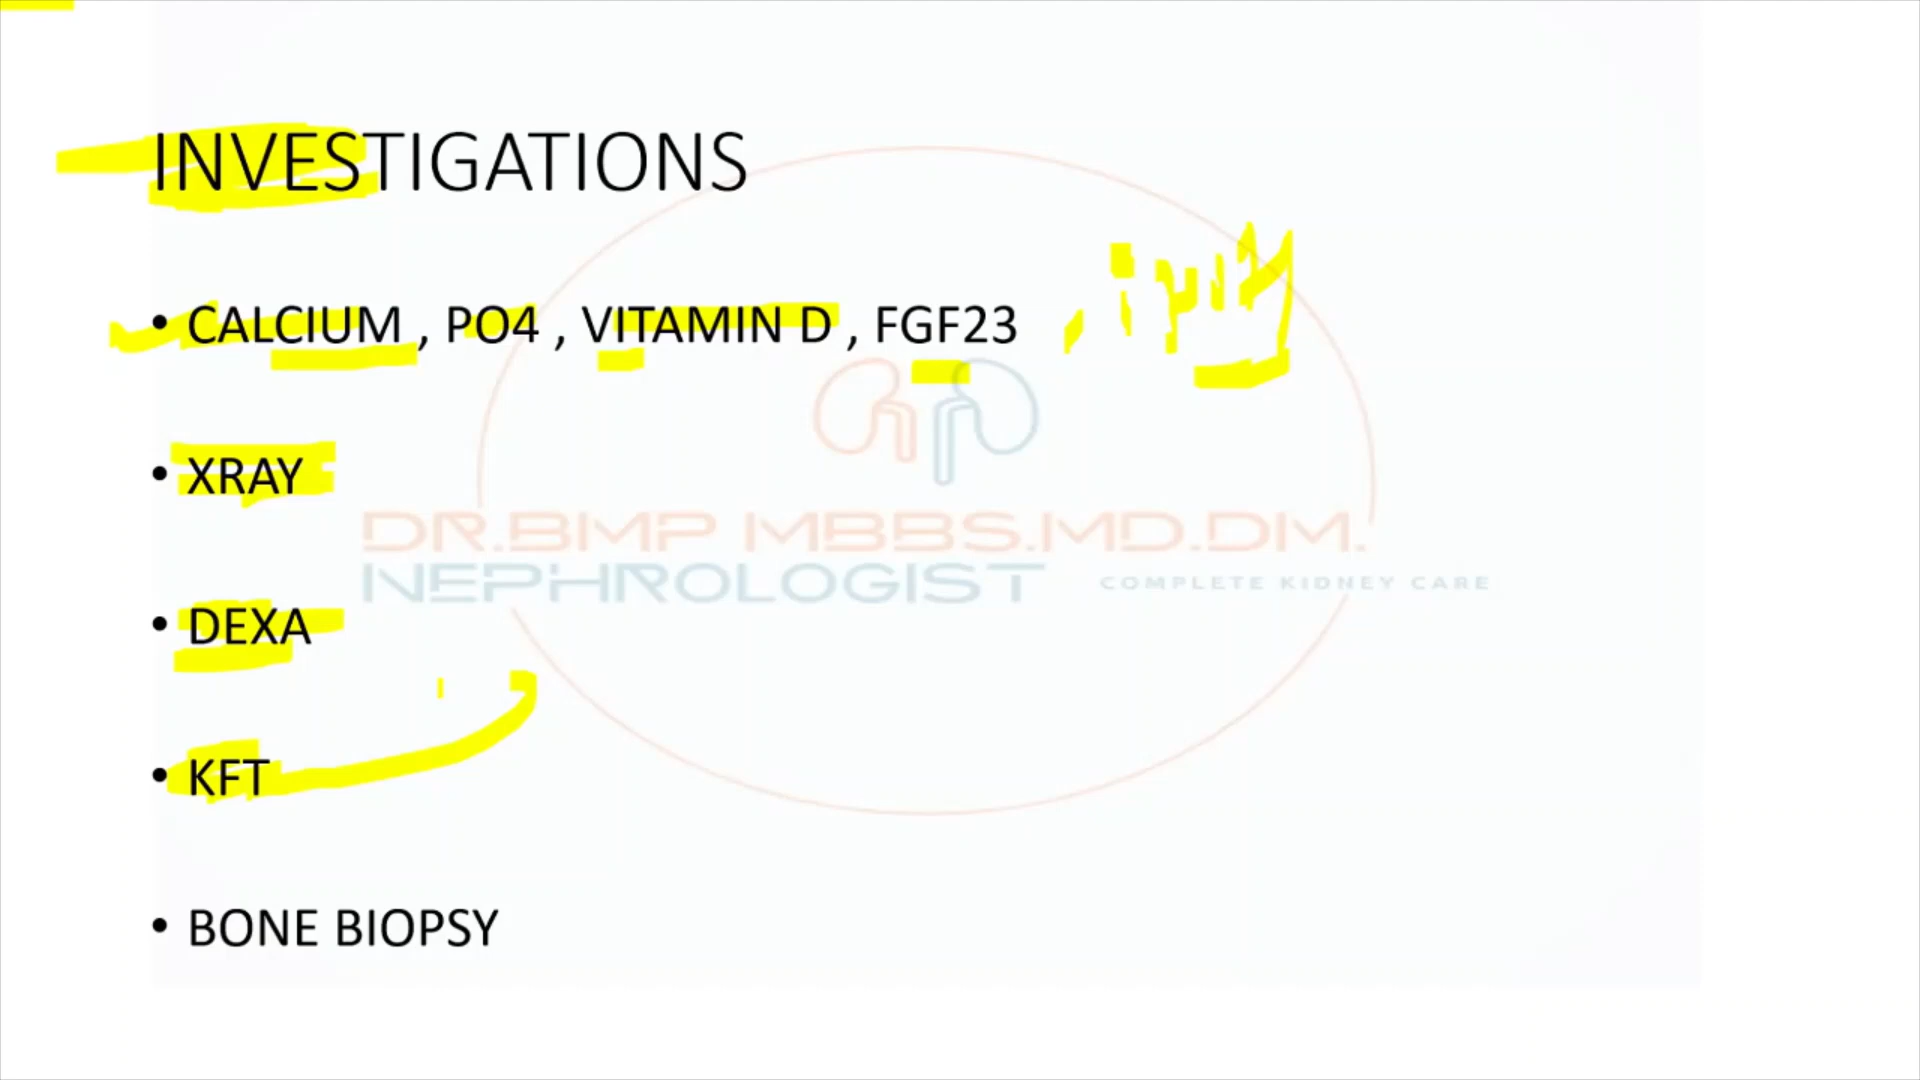 INVESTIGATIONS
• CALCIUM , PO4 , VITAMIN D , FGF23
• XRAY
DR.BMP MBBS.MD.DM.
NEPHROLOGIST COMPLETE KIDNEY CARE
• DEXA
• KFT
• BONE BIOPSY